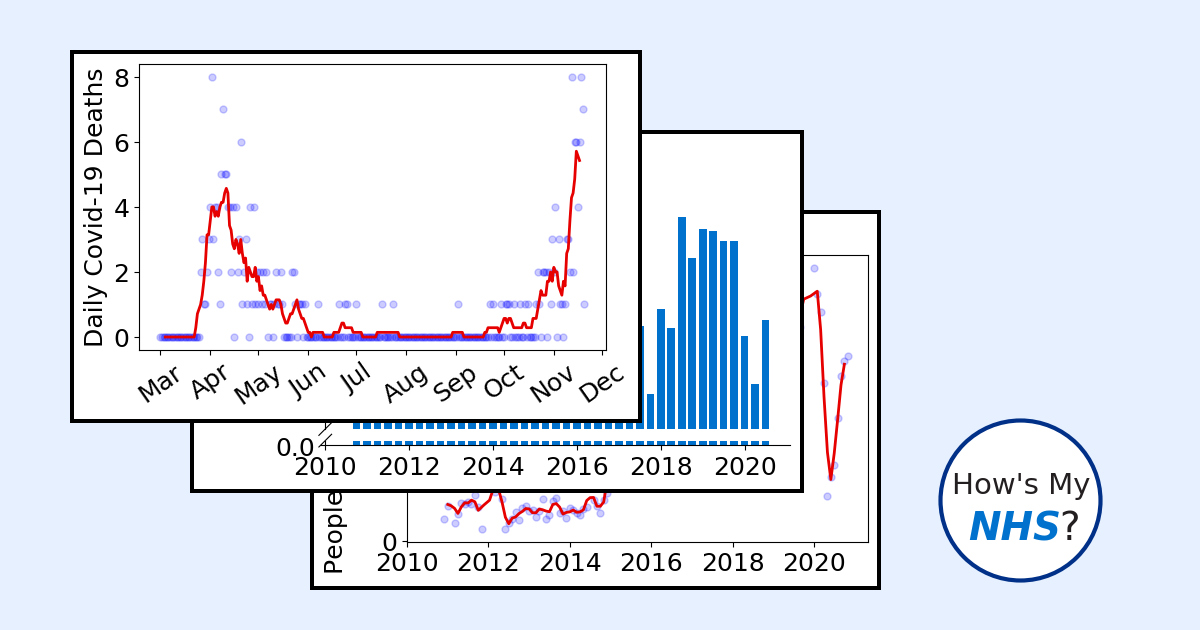 Daily Covid-19 Deaths
8
6
4
2
0
Mar Apr May Jun Jul Aug Sep Oct Nov Dec
0.0
2010 2012 2014 2016 2018 2020
People
0
2010 2012 2014 2016 2018 2020
How's My
NHS?